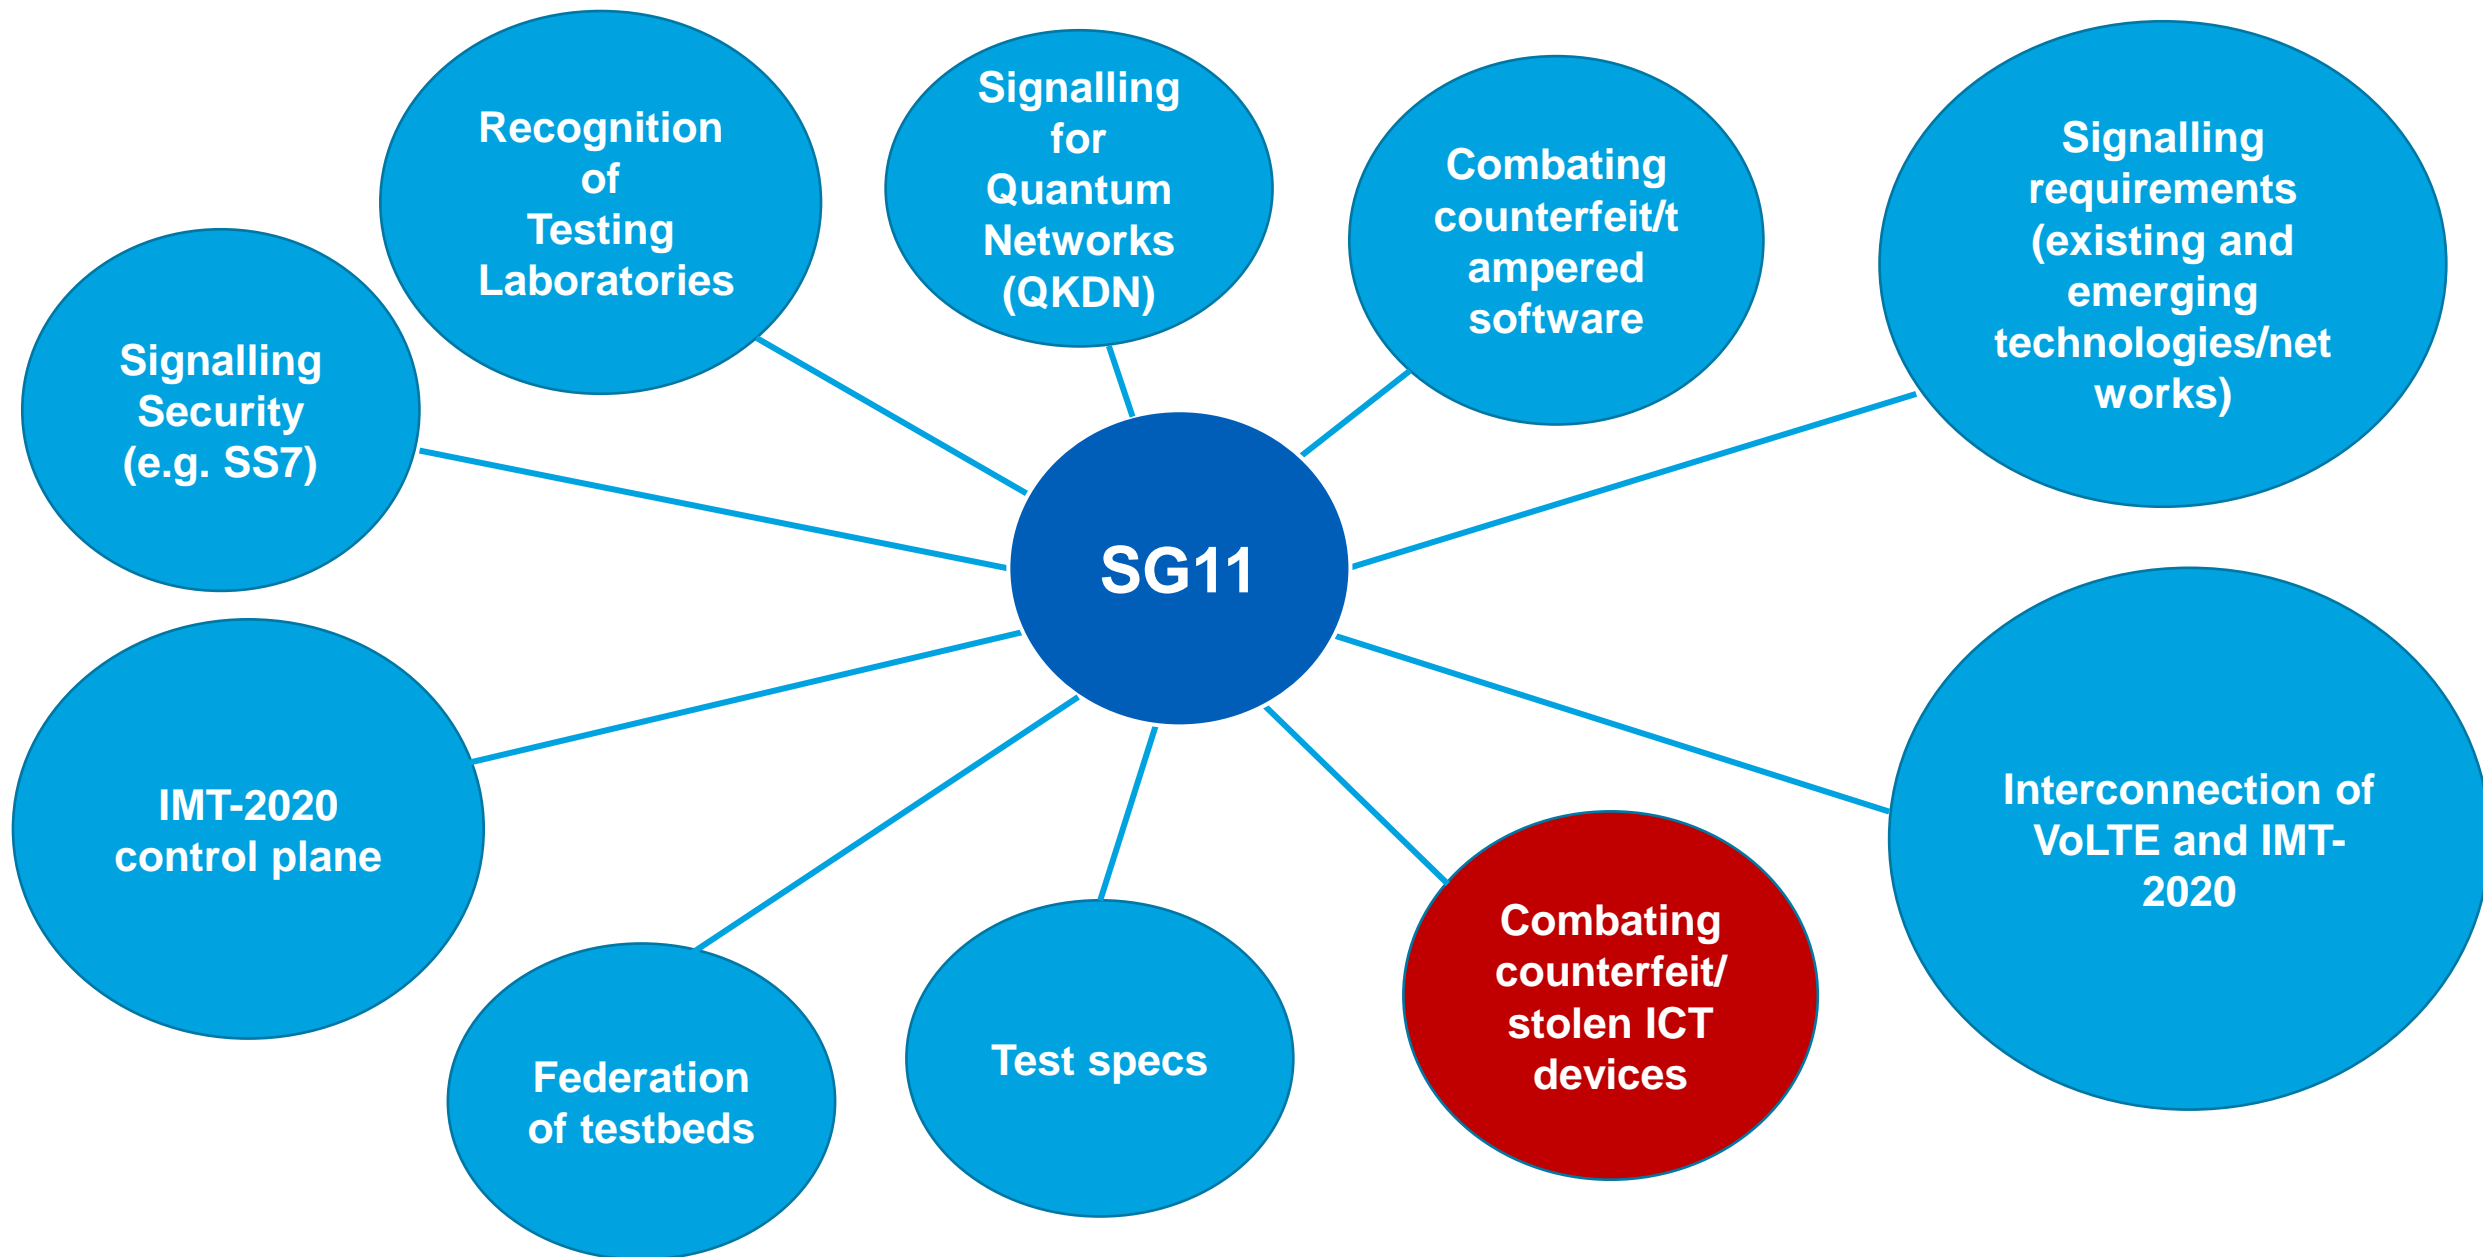 Recognition
of
Testing
Laboratories
Signalling
for
Quantum
Networks
(QKDN)
Combating
counterfeit/t
ampered
software
Signalling
requirements
(existing and
emerging
technologies/net
works)
Signalling
Security
(e.g. SS7)
SG11
IMT-2020
control plane
Interconnection of
VoLTE and IMT-
2020
Federation
of testbeds
Test specs
Combating
counterfeit/
stolen ICT
devices